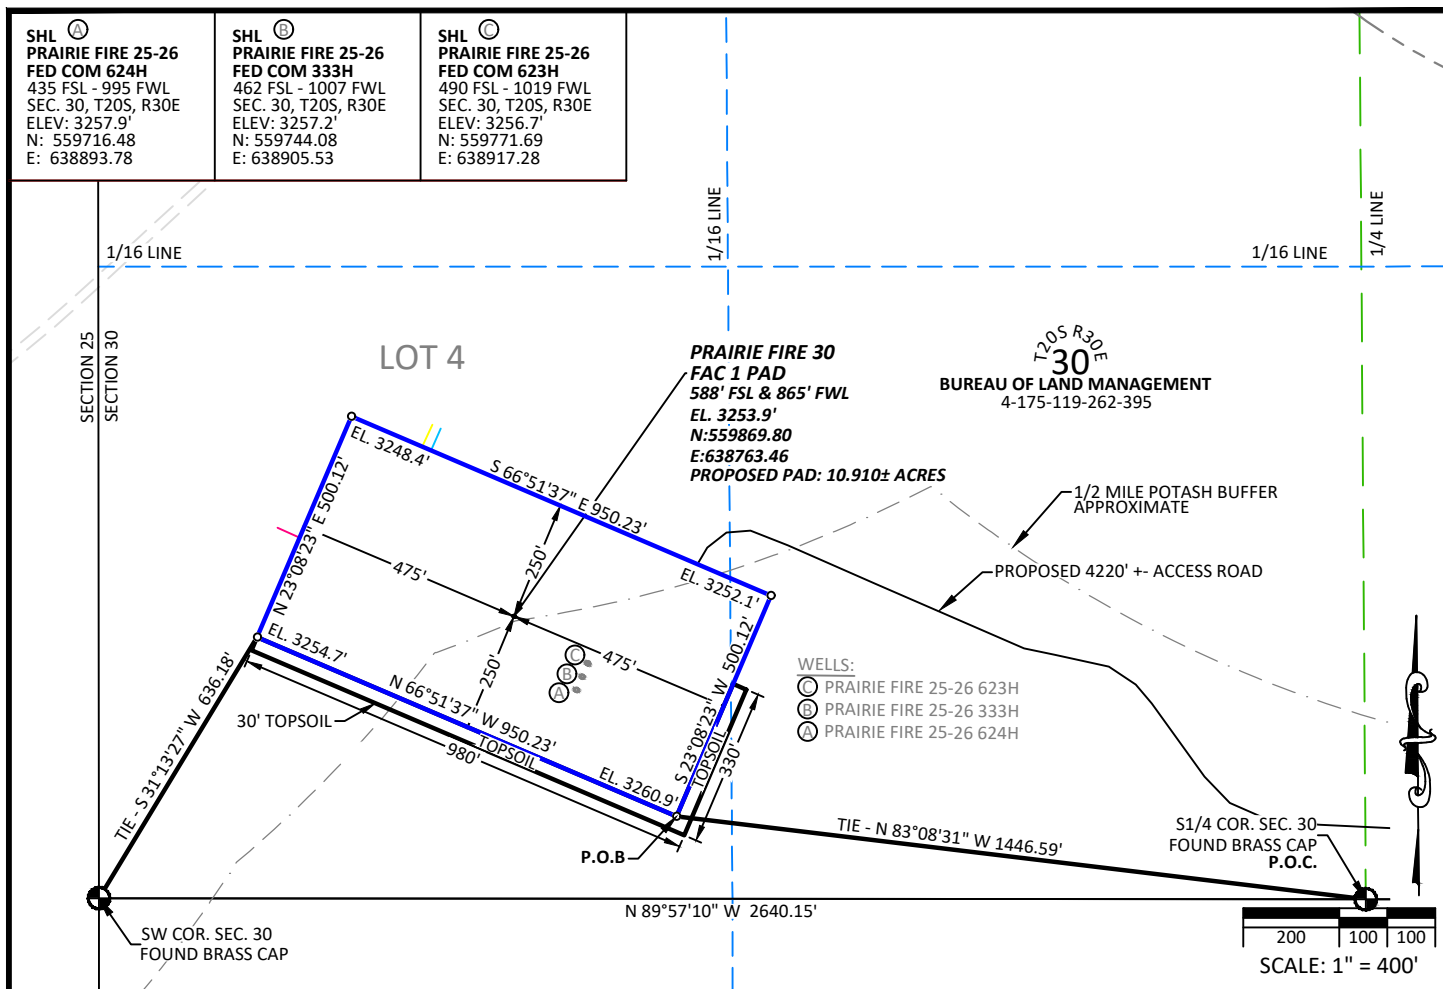 SHL A
PRAIRIE FIRE 25-26
FED COM 624H
435 FSL - 995 FWL
SEC. 30, T20S, R30E
ELEV: 3257.9'
N: 559716.48
E: 638893.78
SHL B
PRAIRIE FIRE 25-26
FED COM 333H
462 FSL - 1007 FWL
SEC. 30, T20S, R30E
ELEV: 3257.2'
N: 559744.08
E: 638905.53
SHL C
PRAIRIE FIRE 25-26
FED COM 623H
490 FSL - 1019 FWL
SEC. 30, T20S, R30E
ELEV: 3256.7'
N: 559771.69
E: 638917.28
1/16 LINE
1/16 LINE
1/16 LINE
1/4 LINE
SECTION 25
SECTION 30
LOT 4
PRAIRIE FIRE 30
FAC 1 PAD
588' FSL & 865' FWL
EL. 3253.9'
N:559869.80
E:638763.46
PROPOSED PAD: 10.910± ACRES
T20S R30E
30
BUREAU OF LAND MANAGEMENT
4-175-119-262-395
1/2 MILE POTASH BUFFER
APPROXIMATE
PROPOSED 4220' +- ACCESS ROAD
EL. 3248.4'
S 66°51'37" E 950.23'
N 23°08'23" E 500.12'
475'
250'
EL. 3252.1'
EL. 3254.7'
250'
475'
C
B
A
S 23°08'23" W 500.12'
N 66°51'37" W 950.23'
TOPSOIL
980'
EL. 3260.9'
TOPSOIL
330'
30' TOPSOIL
WELLS:
C PRAIRIE FIRE 25-26 623H
B PRAIRIE FIRE 25-26 333H
A PRAIRIE FIRE 25-26 624H
TIE - S 31°13'27" W 636.18'
P.O.B
TIE - N 83°08'31" W 1446.59'
S1/4 COR. SEC. 30
FOUND BRASS CAP
P.O.C.
N 89°57'10" W 2640.15'
SW COR. SEC. 30
FOUND BRASS CAP
200 100 100
SCALE: 1" = 400'